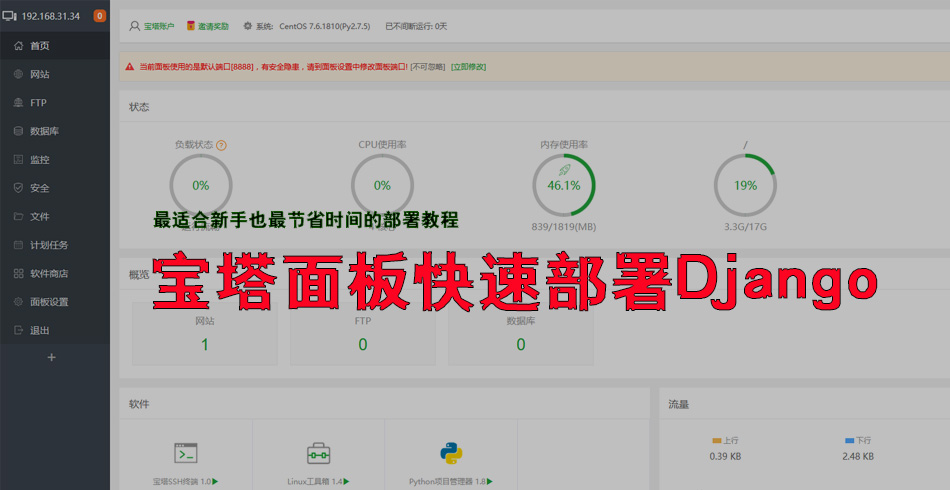 192.168.31.34 0
首页
网站
FTP
数据库
监控
安全
文件
计划任务
软件商店
面板设置
退出
+
宝塔账户 邀请奖励 系统: CentOS 7.6.1810(Py2.7.5) 已不间断运行: 0天
当前面板使用的是默认端口[8888],有安全隐患,请到面板设置中修改面板端口! [不可忽略] [立即修改]
状态
负载状态 ? CPU使用率 内存使用率 /
0% 0% 46.1% 19%
839/1819(MB) 3.3G/17G
最适合新手也最节省时间的部署教程
宝塔面板快速部署Django
概览
网站 FTP 数据库
1 0 0
软件
宝塔SSH终端 1.0 Linux工具箱 1.4 Python项目管理器 1.8
流量
上行 下行
0.39 KB 2.48 KB